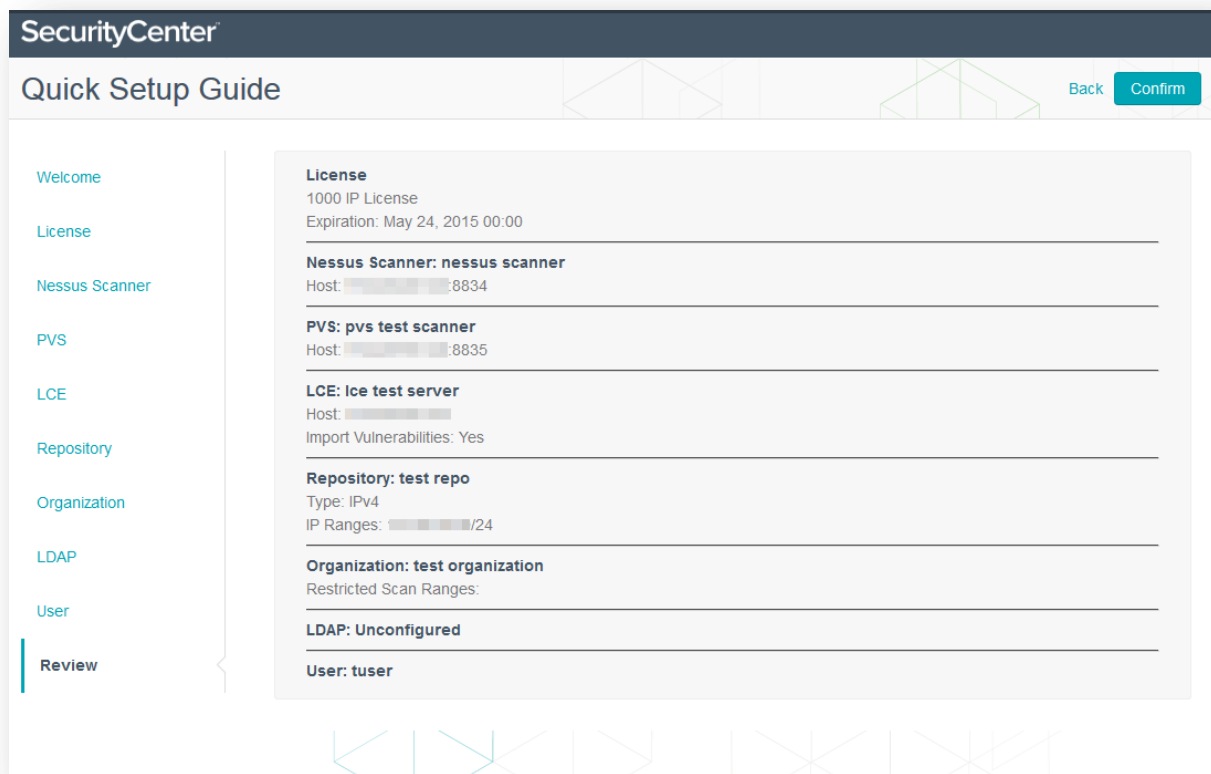 SecurityCenter™
Quick Setup Guide
Back
Confirm
Welcome
License
Nessus Scanner
PVS
LCE
Repository
Organization
LDAP
User
Review
License
1000 IP License
Expiration: May 24, 2015 00:00
Nessus Scanner: nessus scanner
Host: :8834
PVS: pvs test scanner
Host: :8835
LCE: lce test server
Host:
Import Vulnerabilities: Yes
Repository: test repo
Type: IPv4
IP Ranges: /24
Organization: test organization
Restricted Scan Ranges:
LDAP: Unconfigured
User: tuser